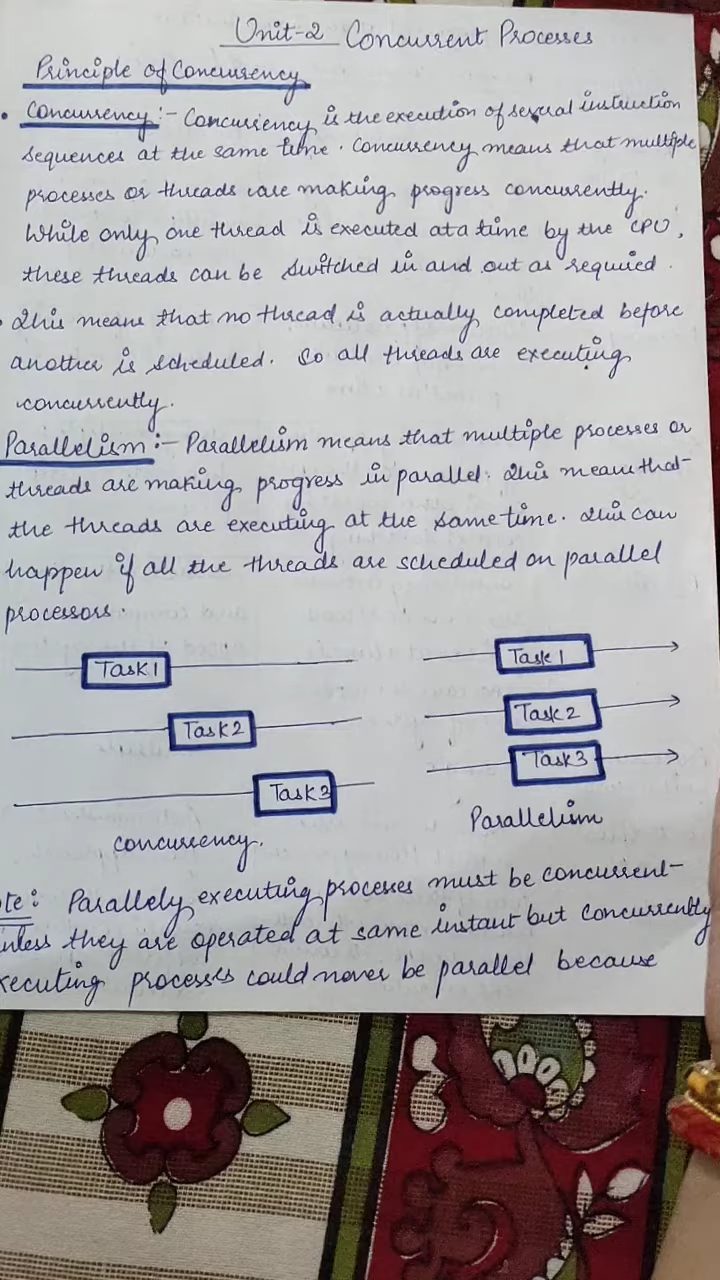 Unit-2 Concurrent Processes
Principle of Concurrency
• Concurrency :- Concurrency is the execution of several instruction
sequences at the same time. Concurrency means that multiple
processes or threads are making progress concurrently.
While only one thread is executed at a time by the CPU,
these threads can be switched in and out as required.
• This means that no thread is actually completed before
another is scheduled. So all threads are executing
concurrently.
Parallelism :- Parallelism means that multiple processes or
threads are making progress in parallel. This means that
the threads are executing at the same time. This can
happen if all the threads are scheduled on parallel
processors.
Task1 Task1
Task2 Task2
Task3 Task3
concurrency. Parallelism
ote: Parallely executing processes must be concurrent
nless they are operated at same instant but concurrently
xecuting processes could never be parallel because